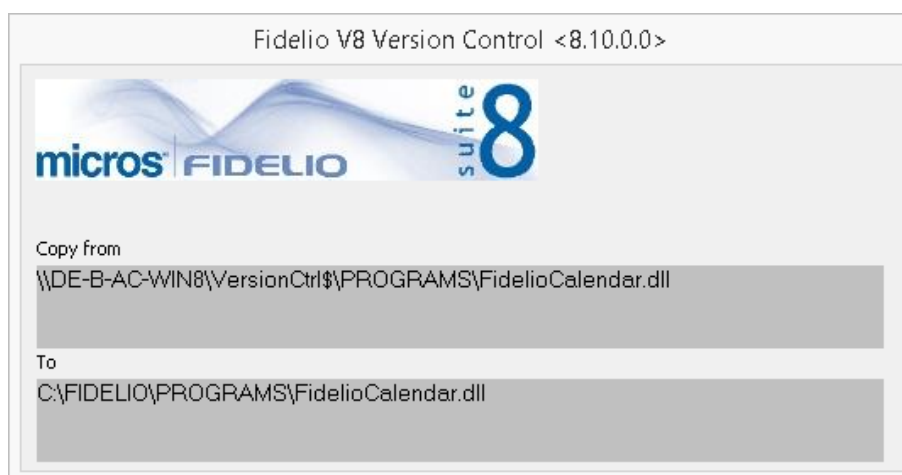 Fidelio V8 Version Control <8.10.0.0>
micros FIDELIO suite 8
Copy from
\\DE-B-AC-WIN8\VersionCtrl$\PROGRAMS\FidelioCalendar.dll
To
C:\FIDELIO\PROGRAMS\FidelioCalendar.dll